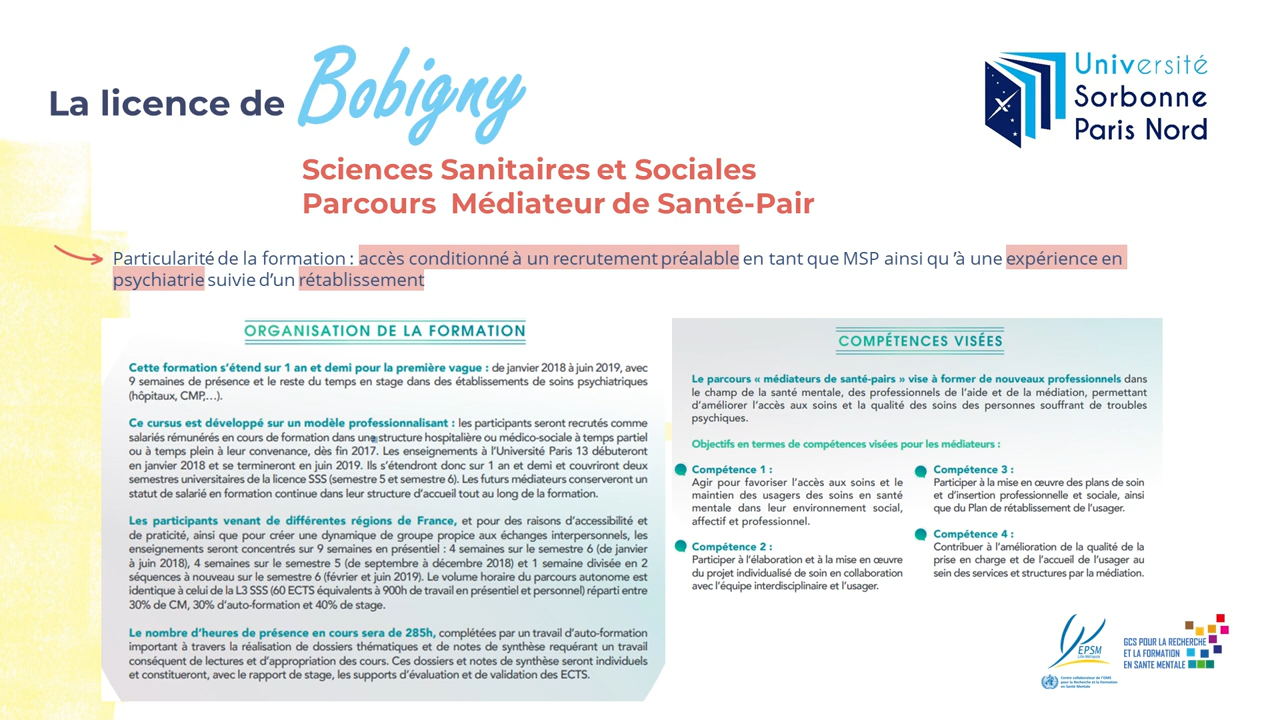 La licence de Bobigny
Université
Sorbonne
Paris Nord
Sciences Sanitaires et Sociales
Parcours Médiateur de Santé-Pair
Particularité de la formation : accès conditionné à un recrutement préalable en tant que MSP ainsi qu 'à une expérience en
psychiatrie suivie d'un rétablissement
ORGANISATION DE LA FORMATION
Cette formation s'étend sur 1 an et demi pour la première vague : de janvier 2018 à juin 2019, avec
9 semaines de présence et le reste du temps en stage dans des établissements de soins psychiatriques
(hôpitaux, CMP,...).
Ce cursus est développé sur un modèle professionnalisant : les participants seront recrutés comme
salariés rémunérés en cours de formation dans une structure hospitalière ou médico-sociale à temps partiel
ou à temps plein à leur convenance, dès fin 2017. Les enseignements à l'Université Paris 13 débuteront
en janvier 2018 et se termineront en juin 2019. Ils s'étendront donc sur 1 an et demi et couvriront deux
semestres universitaires de la licence SSS (semestre 5 et semestre 6). Les futurs médiateurs conserveront un
statut de salarié en formation continue dans leur structure d'accueil tout au long de la formation.
Les participants venant de différentes régions de France, et pour des raisons d'accessibilité et
de praticité, ainsi que pour créer une dynamique de groupe propice aux échanges interpersonnels, les
enseignements seront concentrés sur 9 semaines en présentiel : 4 semaines sur le semestre 6 (de janvier
à juin 2018), 4 semaines sur le semestre 5 (de septembre à décembre 2018) et 1 semaine divisée en 2
séquences à nouveau sur le semestre 6 (février et juin 2019). Le volume horaire du parcours autonome est
identique à celui de la L3 SSS (60 ECTS équivalents à 900h de travail en présentiel et personnel) réparti entre
30% de CM, 30% d'auto-formation et 40% de stage.
Le nombre d'heures de présence en cours sera de 285h, complétées par un travail d'auto-formation
important à travers la réalisation de dossiers thématiques et de notes de synthèse requérant un travail
conséquent de lectures et d'appropriation des cours. Ces dossiers et notes de synthèse seront individuels
et constitueront, avec le rapport de stage, les supports d'évaluation et de validation des ECTS.
COMPÉTENCES VISÉES
Le parcours « médiateurs de santé-pairs » vise à former de nouveaux professionnels dans
le champ de la santé mentale, des professionnels de l'aide et de la médiation, permettant
d'améliorer l'accès aux soins et la qualité des soins des personnes souffrant de troubles
psychiques.
Objectifs en termes de compétences visées pour les médiateurs :
Compétence 1 :
Agir pour favoriser l'accès aux soins et le
maintien des usagers des soins en santé
mentale dans leur environnement social,
affectif et professionnel.
Compétence 2 :
Participer à l'élaboration et à la mise en œuvre
du projet individualisé de soin en collaboration
avec l'équipe interdisciplinaire et l'usager.
Compétence 3 :
Participer à la mise en œuvre des plans de soin
et d'insertion professionnelle et sociale, ainsi
que du Plan de rétablissement de l'usager.
Compétence 4 :
Contribuer à l'amélioration de la qualité de la
prise en charge et de l'accueil de l'usager au
sein des services et structures par la médiation.
EPSM
Lille-Métropole
Centre collaborateur de l'OMS
pour la Recherche et la Formation
en Santé Mentale
GCS POUR LA RECHERCHE
ET LA FORMATION
EN SANTE MENTALE